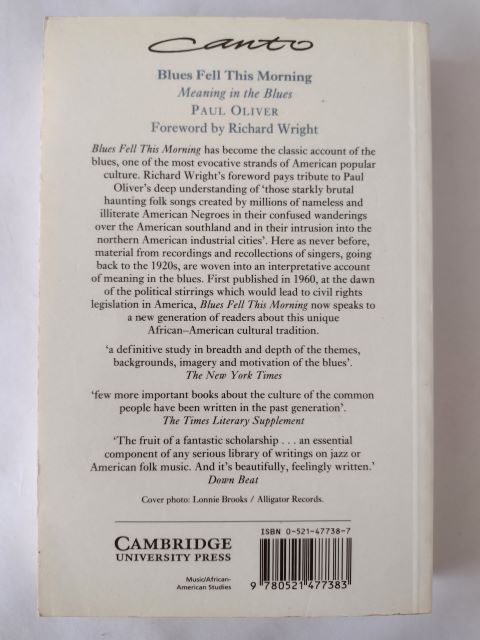 canto
Blues Fell This Morning
Meaning in the Blues
PAUL OLIVER
Foreword by Richard Wright
Blues Fell This Morning has become the classic account of the
blues, one of the most evocative strands of American popular
culture. Richard Wright's foreword pays tribute to Paul
Oliver's deep understanding of 'those starkly brutal
haunting folk songs created by millions of nameless and
illiterate American Negroes in their confused wanderings
over the American southland and in their intrusion into the
northern American industrial cities'. Here as never before,
material from recordings and recollections of singers, going
back to the 1920s, are woven into an interpretative account
of meaning in the blues. First published in 1960, at the dawn
of the political stirrings which would lead to civil rights
legislation in America, Blues Fell This Morning now speaks to
a new generation of readers about this unique
African–American cultural tradition.
'a definitive study in breadth and depth of the themes,
backgrounds, imagery and motivation of the blues'.
The New York Times
'few more important books about the culture of the common
people have been written in the past generation'.
The Times Literary Supplement
'The fruit of a fantastic scholarship . . . an essential
component of any serious library of writings on jazz or
American folk music. And it's beautifully, feelingly written.'
Down Beat
Cover photo: Lonnie Brooks / Alligator Records.
CAMBRIDGE
UNIVERSITY PRESS
Music/African-
American Studies
ISBN 0-521-47738-7
9 780521 477383